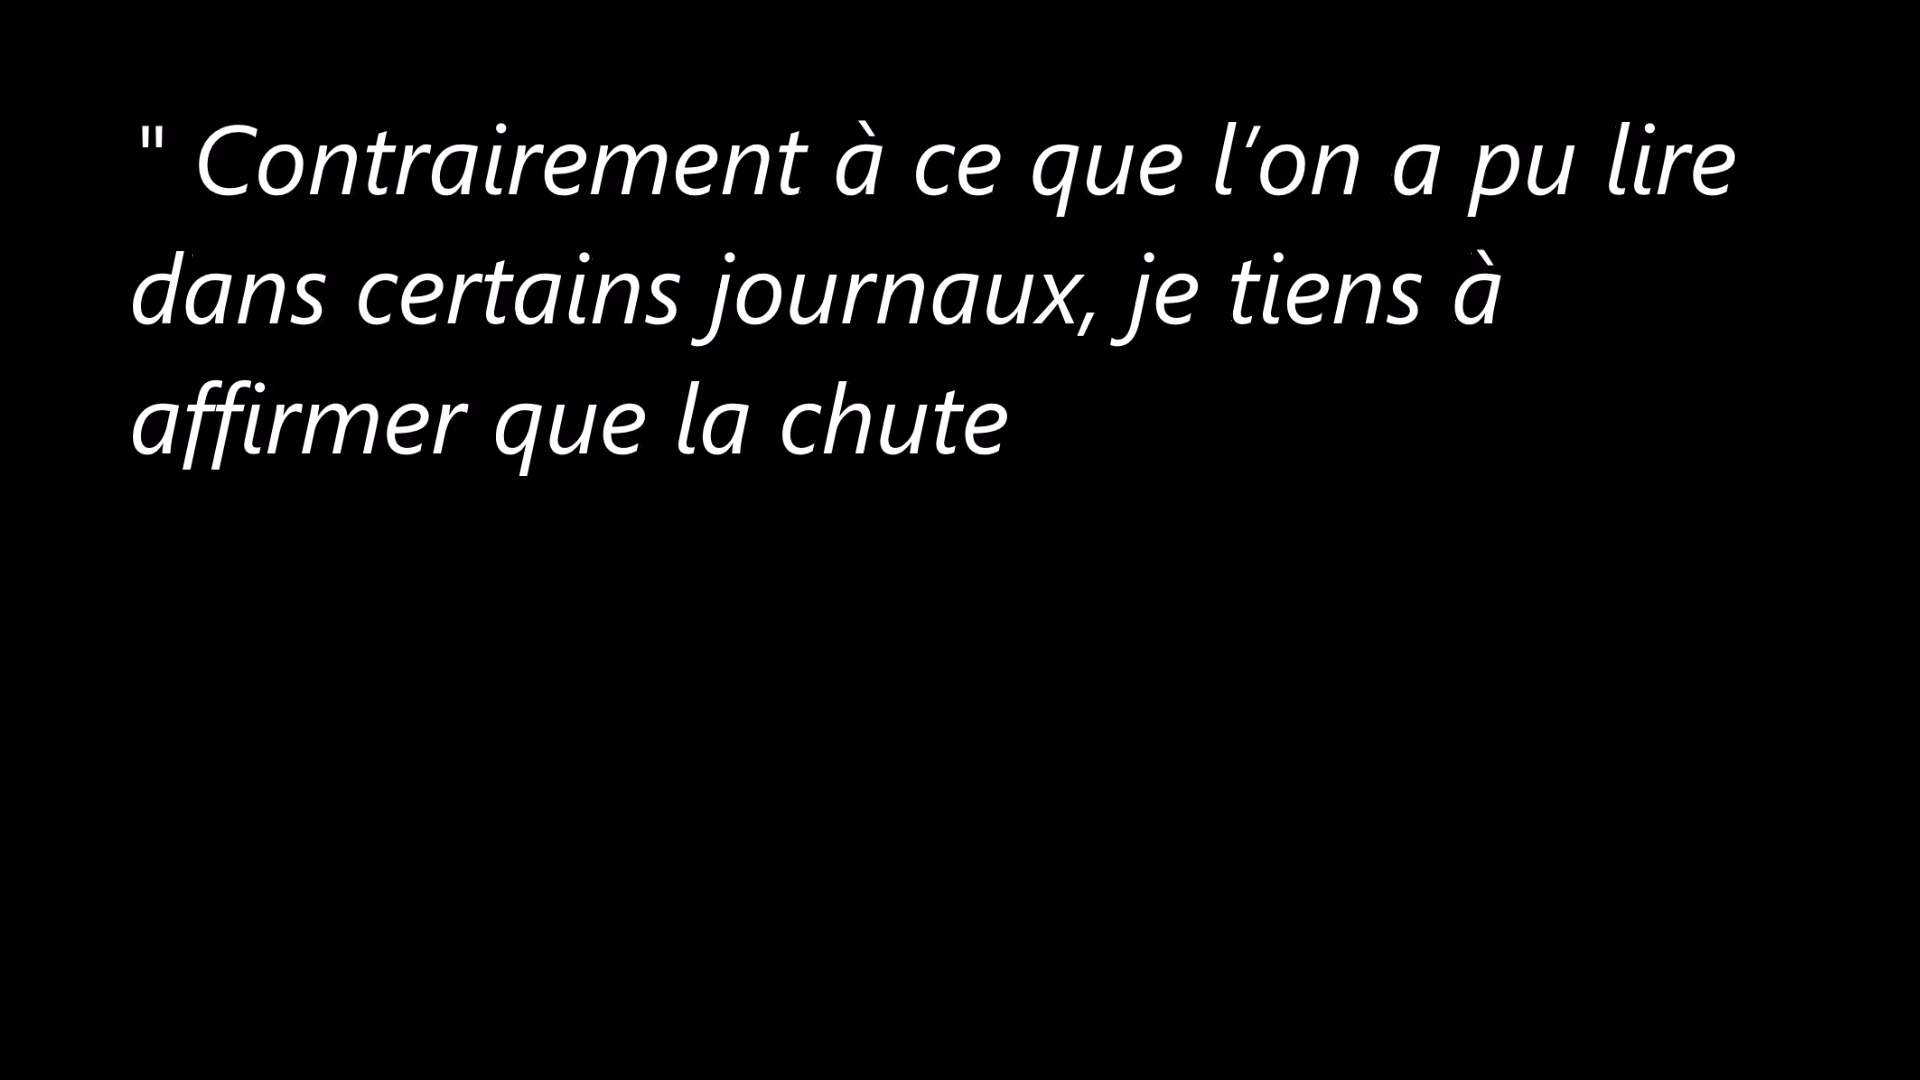 " Contrairement à ce que l’on a pu lire
dans certains journaux, je tiens à
affirmer que la chute